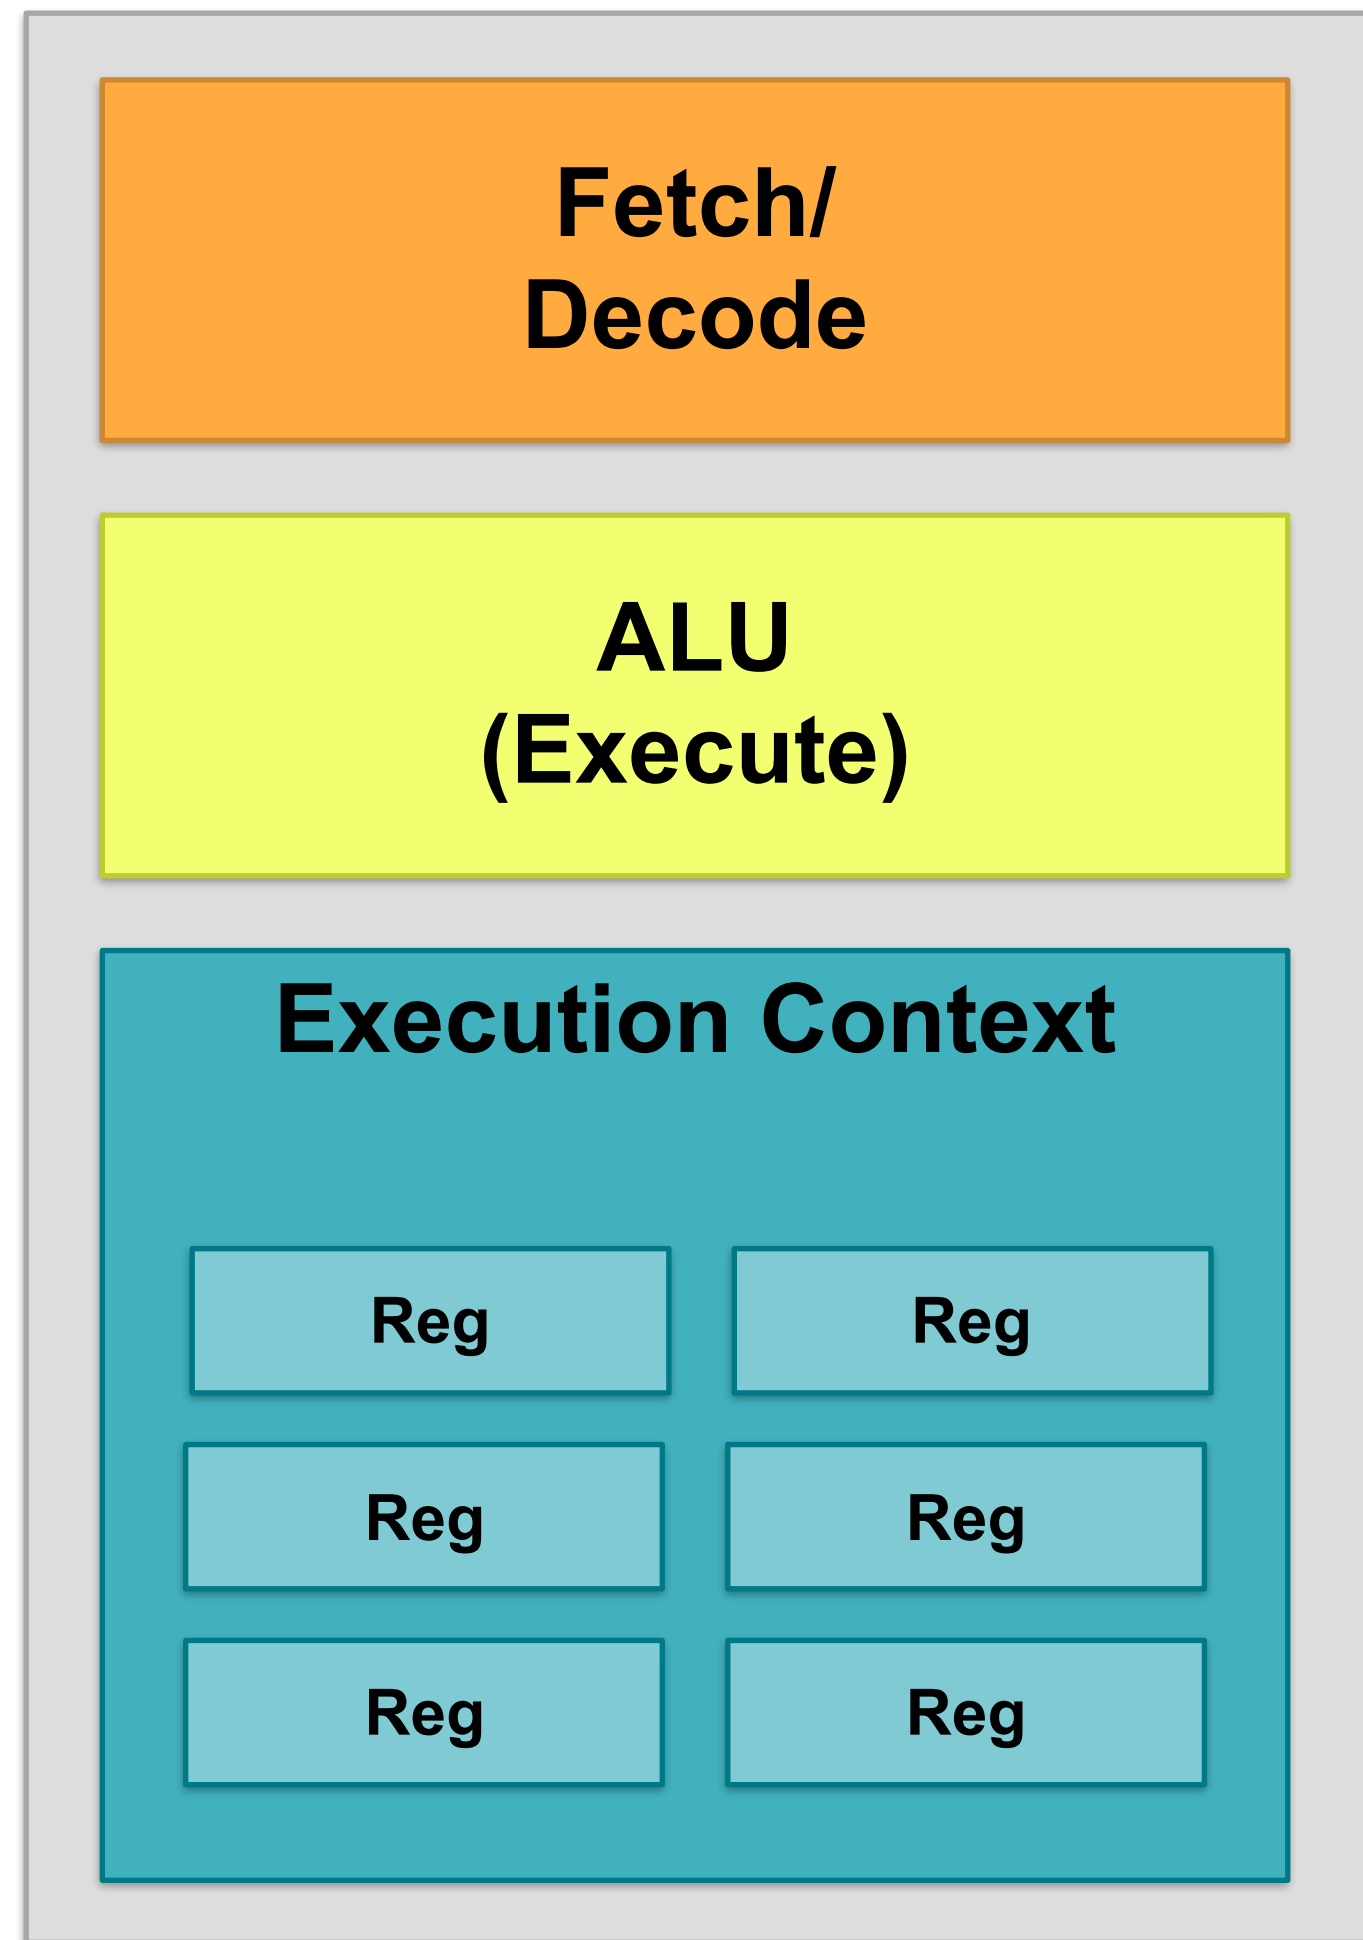 Fetch/
Decode
ALU
(Execute)
Execution Context
Reg Reg
Reg Reg
Reg Reg